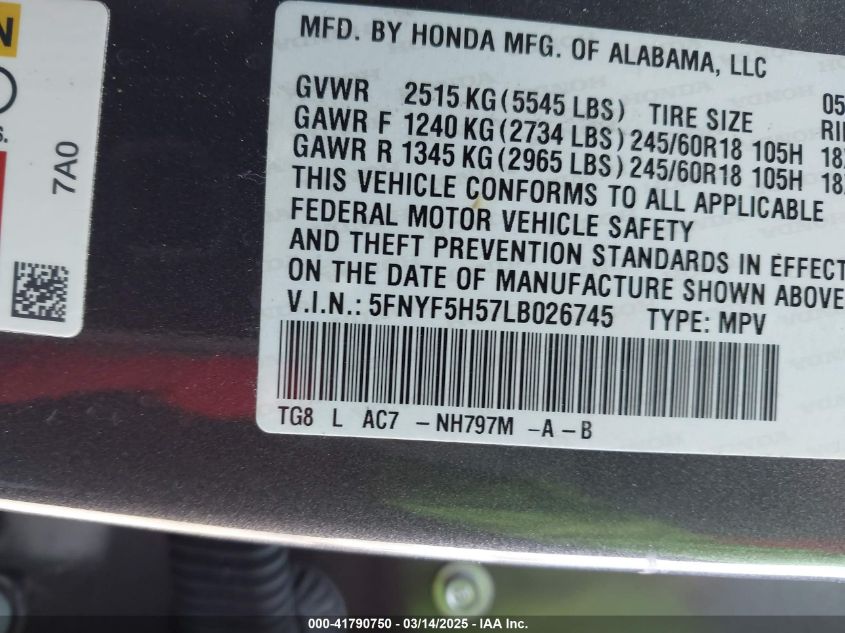 N
S.
7A0
MFD. BY HONDA MFG. OF ALABAMA, LLC
GVWR 2515 KG (5545 LBS) TIRE SIZE 05
GAWR F 1240 KG (2734 LBS) 245/60R18 105H 18
GAWR R 1345 KG (2965 LBS) 245/60R18 105H 18
THIS VEHICLE CONFORMS TO ALL APPLICABLE
FEDERAL MOTOR VEHICLE SAFETY
AND THEFT PREVENTION STANDARDS IN EFFECT
ON THE DATE OF MANUFACTURE SHOWN ABOVE
V.I.N.: 5FNYF5H57LB026745 TYPE: MPV
TG8 L AC7 -NH797M -A -B
000-41790750 - 03/14/2025 - IAA Inc.